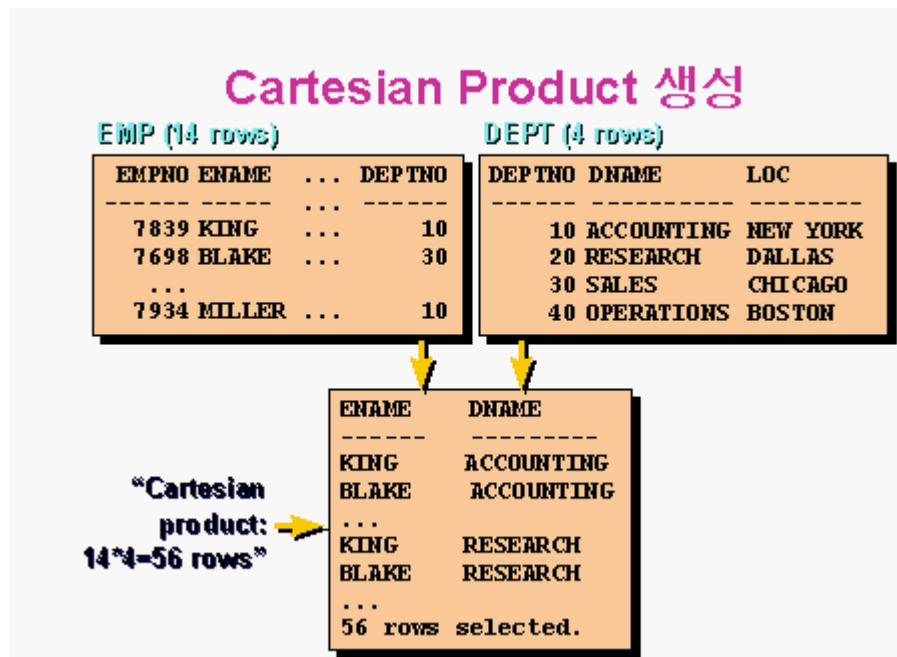 Cartesian Product 생성
EMP (14 rows)
EMPNO ENAME ... DEPTNO
------ ----- ... ------
7839 KING ... 10
7698 BLAKE ... 30
...
7934 MILLER ... 10
DEPT (4 rows)
DEPTNO DNAME LOC
------ ---------- --------
10 ACCOUNTING NEW YORK
20 RESEARCH DALLAS
30 SALES CHICAGO
40 OPERATIONS BOSTON
“Cartesian
product:
14*4=56 rows”
ENAME DNAME
------ ---------
KING ACCOUNTING
BLAKE ACCOUNTING
...
KING RESEARCH
BLAKE RESEARCH
...
56 rows selected.